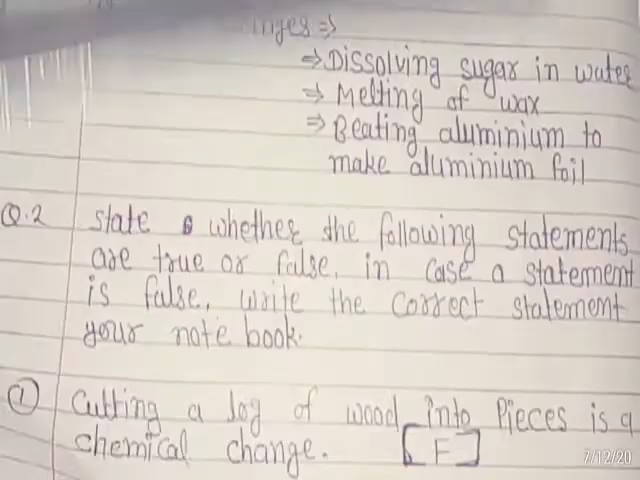 ⇒
⇒ Dissolving sugar in water
⇒ Melting of wax
⇒ Beating aluminium to
make aluminium foil
Q.2 State whether the following statements
are true or false, in case a statement
is false, write the correct statement
your note book.
① Cutting a log of wood into Pieces is a
chemical change. [F]
7/12/20